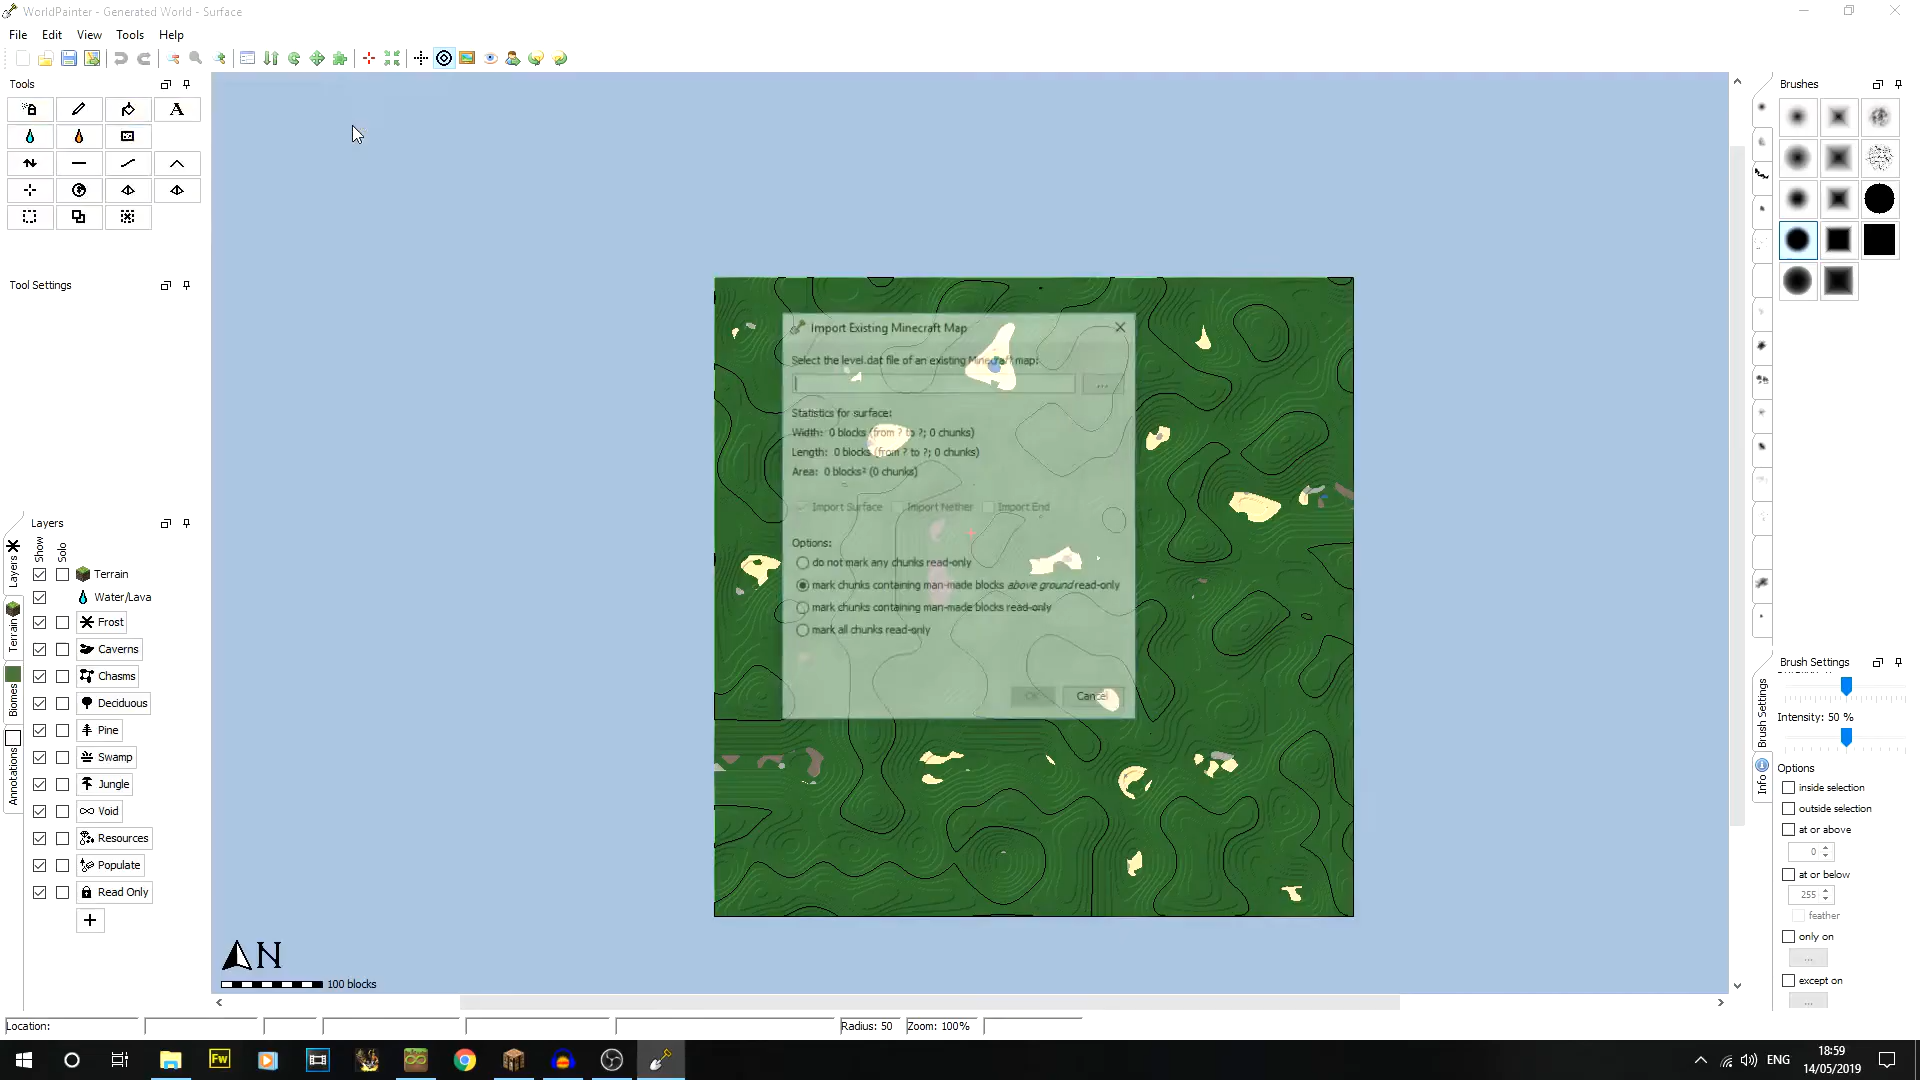 WorldPainter - Generated World - Surface
File Edit View Tools Help
Tools
A
Tool Settings
Layers
Show
Solo
Terrain
Water/Lava
Frost
Caverns
Chasms
Deciduous
Pine
Swamp
Jungle
Void
Resources
Populate
Read Only
+
Layers
Terrain
Biomes
Annotations
Import Existing Minecraft Map
Select the level.dat file of an existing Minecraft map:
...
Statistics for surface:
Width: 0 blocks (from ? to ?; 0 chunks)
Length: 0 blocks (from ? to ?; 0 chunks)
Area: 0 blocks² (0 chunks)
Import Surface Import Nether Import End
Options:
do not mark any chunks read-only
mark chunks containing man-made blocks above ground read-only
mark chunks containing man-made blocks read-only
mark all chunks read-only
OK Cancel
N
100 blocks
Brushes
Brush Settings
Brush Settings
Info
Intensity: 50 %
Options
inside selection
outside selection
at or above
0
at or below
255
feather
only on
...
except on
...
Location:
Radius: 50
Zoom: 100%
Fw
ENG
18:59
14/05/2019